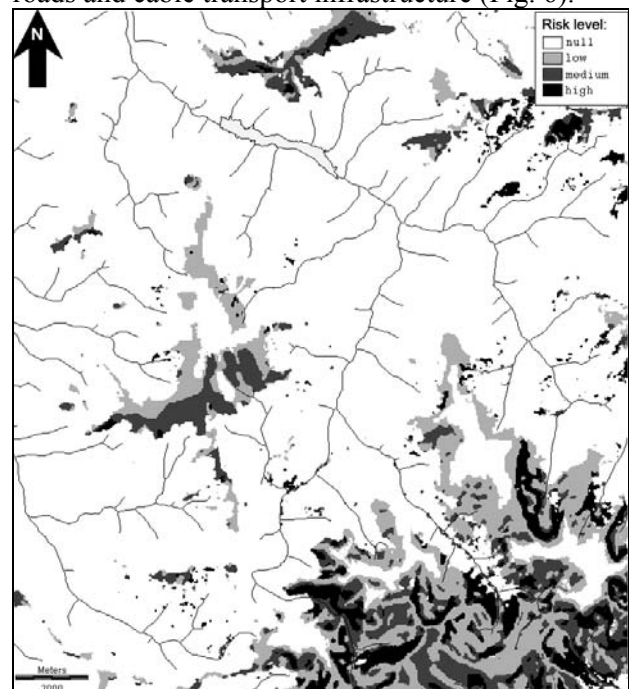 roads and cable transport infrastructure (Fig. 6).
N
Risk level:
null
low
medium
high
Meters
2000